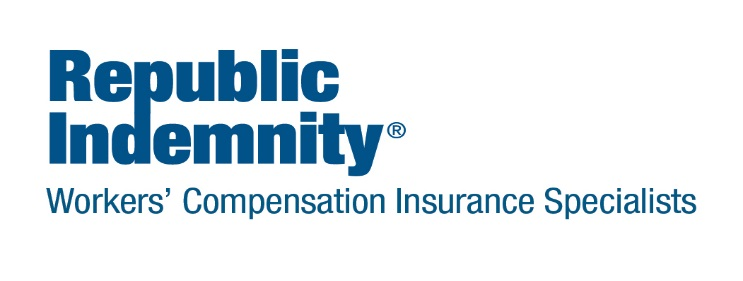 Republic
Indemnity®
Workers’ Compensation Insurance Specialists